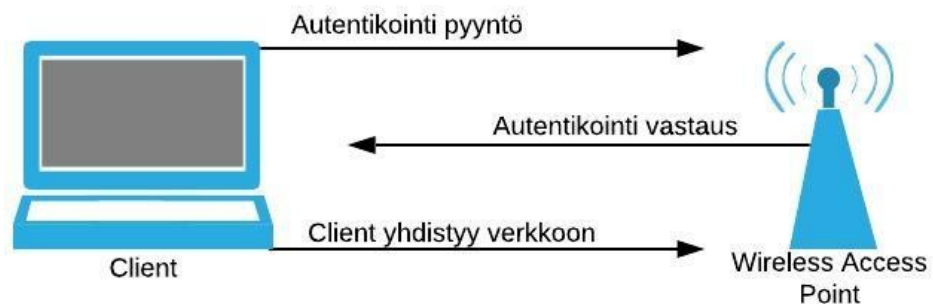 Autentikointi pyyntö
Autentikointi vastaus
Client yhdistyy verkkoon
Client
Wireless Access
Point